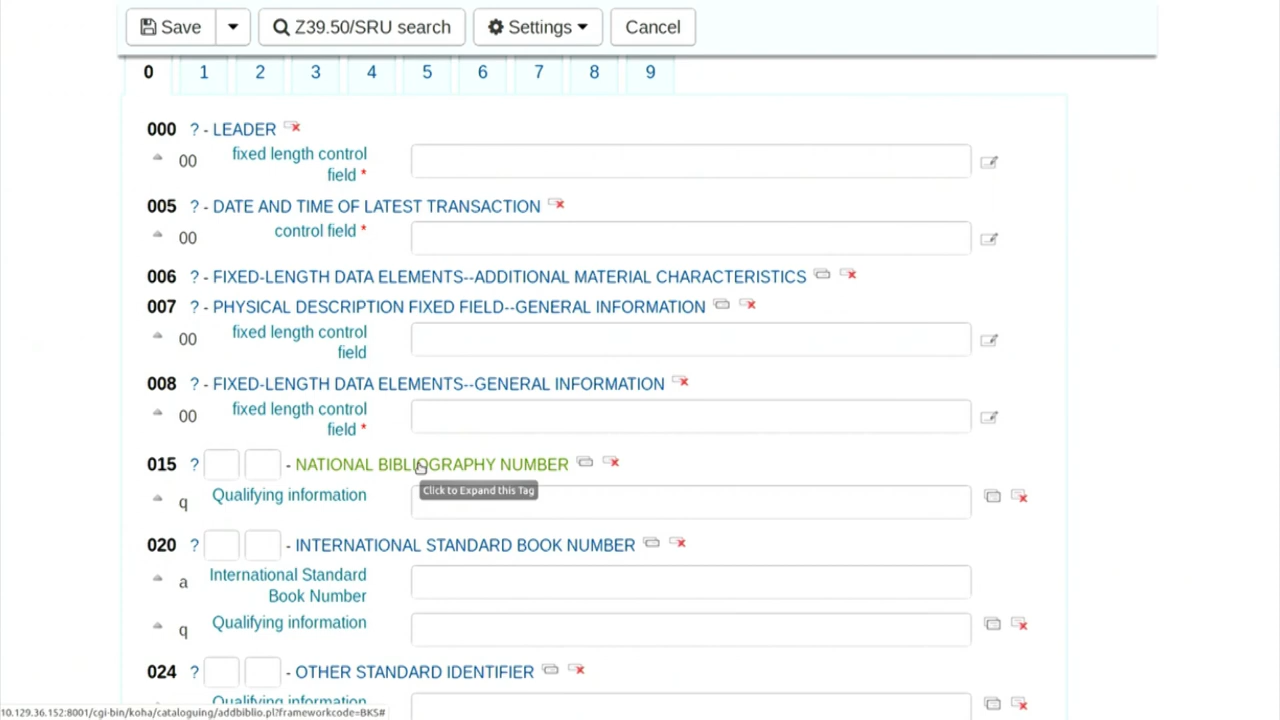 Save Z39.50/SRU search Settings Cancel
0 1 2 3 4 5 6 7 8 9
000 ? - LEADER
00 fixed length control field *
005 ? - DATE AND TIME OF LATEST TRANSACTION
00 control field *
006 ? - FIXED-LENGTH DATA ELEMENTS--ADDITIONAL MATERIAL CHARACTERISTICS
007 ? - PHYSICAL DESCRIPTION FIXED FIELD--GENERAL INFORMATION
00 fixed length control field
008 ? - FIXED-LENGTH DATA ELEMENTS--GENERAL INFORMATION
00 fixed length control field *
015 ? - NATIONAL BIBLIOGRAPHY NUMBER
q Qualifying information
Click to Expand this Tag
020 ? - INTERNATIONAL STANDARD BOOK NUMBER
a International Standard Book Number
q Qualifying information
024 ? - OTHER STANDARD IDENTIFIER
Qualifying information
10.129.36.152:8001/cgi-bin/koha/cataloguing/addbiblio.pl?frameworkcode=BKS#